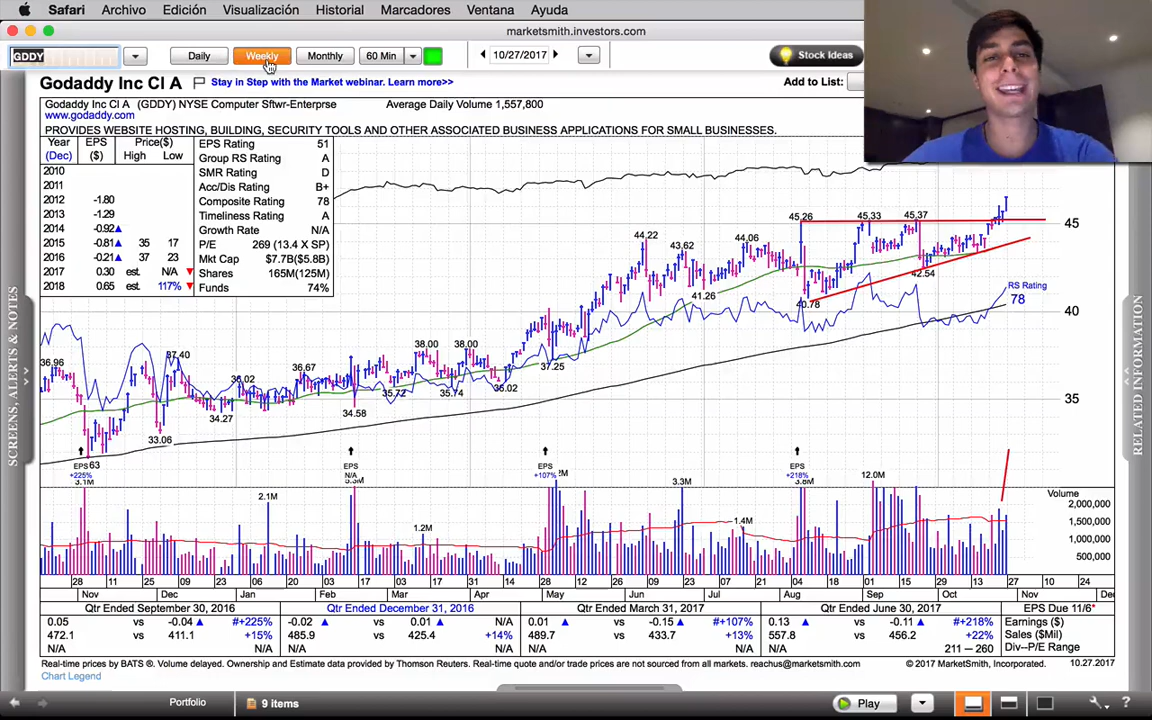 Safari Archivo Edición Visualización Historial Marcadores Ventana Ayuda
marketsmith.investors.com
GDDY Daily Weekly Monthly 60 Min 10/27/2017 Stock Ideas
Godaddy Inc Cl A Stay in Step with the Market webinar. Learn more>> Add to List:
Godaddy Inc Cl A (GDDY) NYSE Computer Sftwr-Enterprse Average Daily Volume 1,557,800
www.godaddy.com
PROVIDES WEBSITE HOSTING, BUILDING, SECURITY TOOLS AND OTHER ASSOCIATED BUSINESS APPLICATIONS FOR SMALL BUSINESSES.
Year EPS Price($)
(Dec) ($) High Low
2010
2011
2012 -1.80
2013 -1.29
2014 -0.92
2015 -0.81 35 17
2016 -0.21 37 23
2017 0.30 est. N/A
2018 0.65 est. 117%
EPS Rating 51
Group RS Rating A
SMR Rating D
Acc/Dis Rating B+
Composite Rating 78
Timeliness Rating A
Growth Rate N/A
P/E 269 (13.4 X SP)
Mkt Cap $7.7B($5.8B)
Shares 165M(125M)
Funds 74%
45.26 45.33 45.37
45
44.22 43.62 44.06
42.54
41.26 40.78
RS Rating
78
40
36.96 37.40 36.02 36.67 38.00 38.00 37.25
34.27 35.72 35.74 36.02
35
33.06 34.58
63
EPS EPS EPS EPS
+225% N/A +107% +218%
3.1M 2.1M 1.2M 3.3M 1.4M 3.8M 12.0M
Volume
2,000,000
1,500,000
1,000,000
500,000
28 11 25 09 23 06 20 03 17 03 17 31 14 28 12 26 09 23 07 21 04 18 01 15 29 13 27 10 24
Nov Dec Jan Feb Mar Apr May Jun Jul Aug Sep Oct Nov De
Qtr Ended September 30, 2016 Qtr Ended December 31, 2016 Qtr Ended March 31, 2017 Qtr Ended June 30, 2017 EPS Due 11/6*
0.05 vs -0.04 #+225% -0.02 vs 0.01 N/A 0.01 vs -0.15 #+107% 0.13 vs -0.11 #+218% Earnings ($)
472.1 vs 411.1 +15% 485.9 vs 425.4 +14% 489.7 vs 433.7 +13% 557.8 vs 456.2 +22% Sales ($Mil)
N/A N/A N/A N/A N/A N/A N/A 211 — 260 Div--P/E Range
Real-time prices by BATS ®. Volume delayed. Ownership and Estimate data provided by Thomson Reuters. Real-time quote and/or trade prices are not sourced from all markets. reachus@marketsmith.com © 2017 MarketSmith, Incorporated. 10.27.2017
Chart Legend
SCREENS, ALERTS & NOTES
RELATED INFORMATION
Portfolio 9 items Play